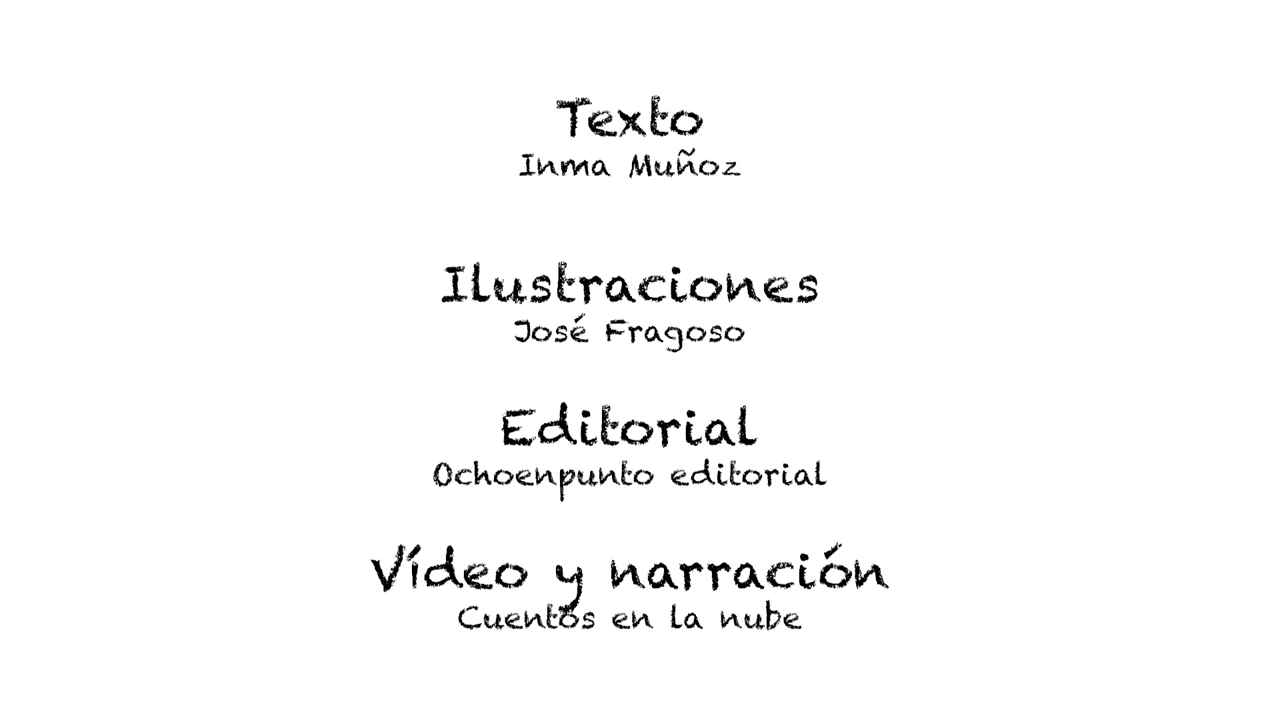 Texto
Inma Muñoz
Ilustraciones
José Fragoso
Editorial
Ochoenpunto editorial
Vídeo y narración
Cuentos en la nube